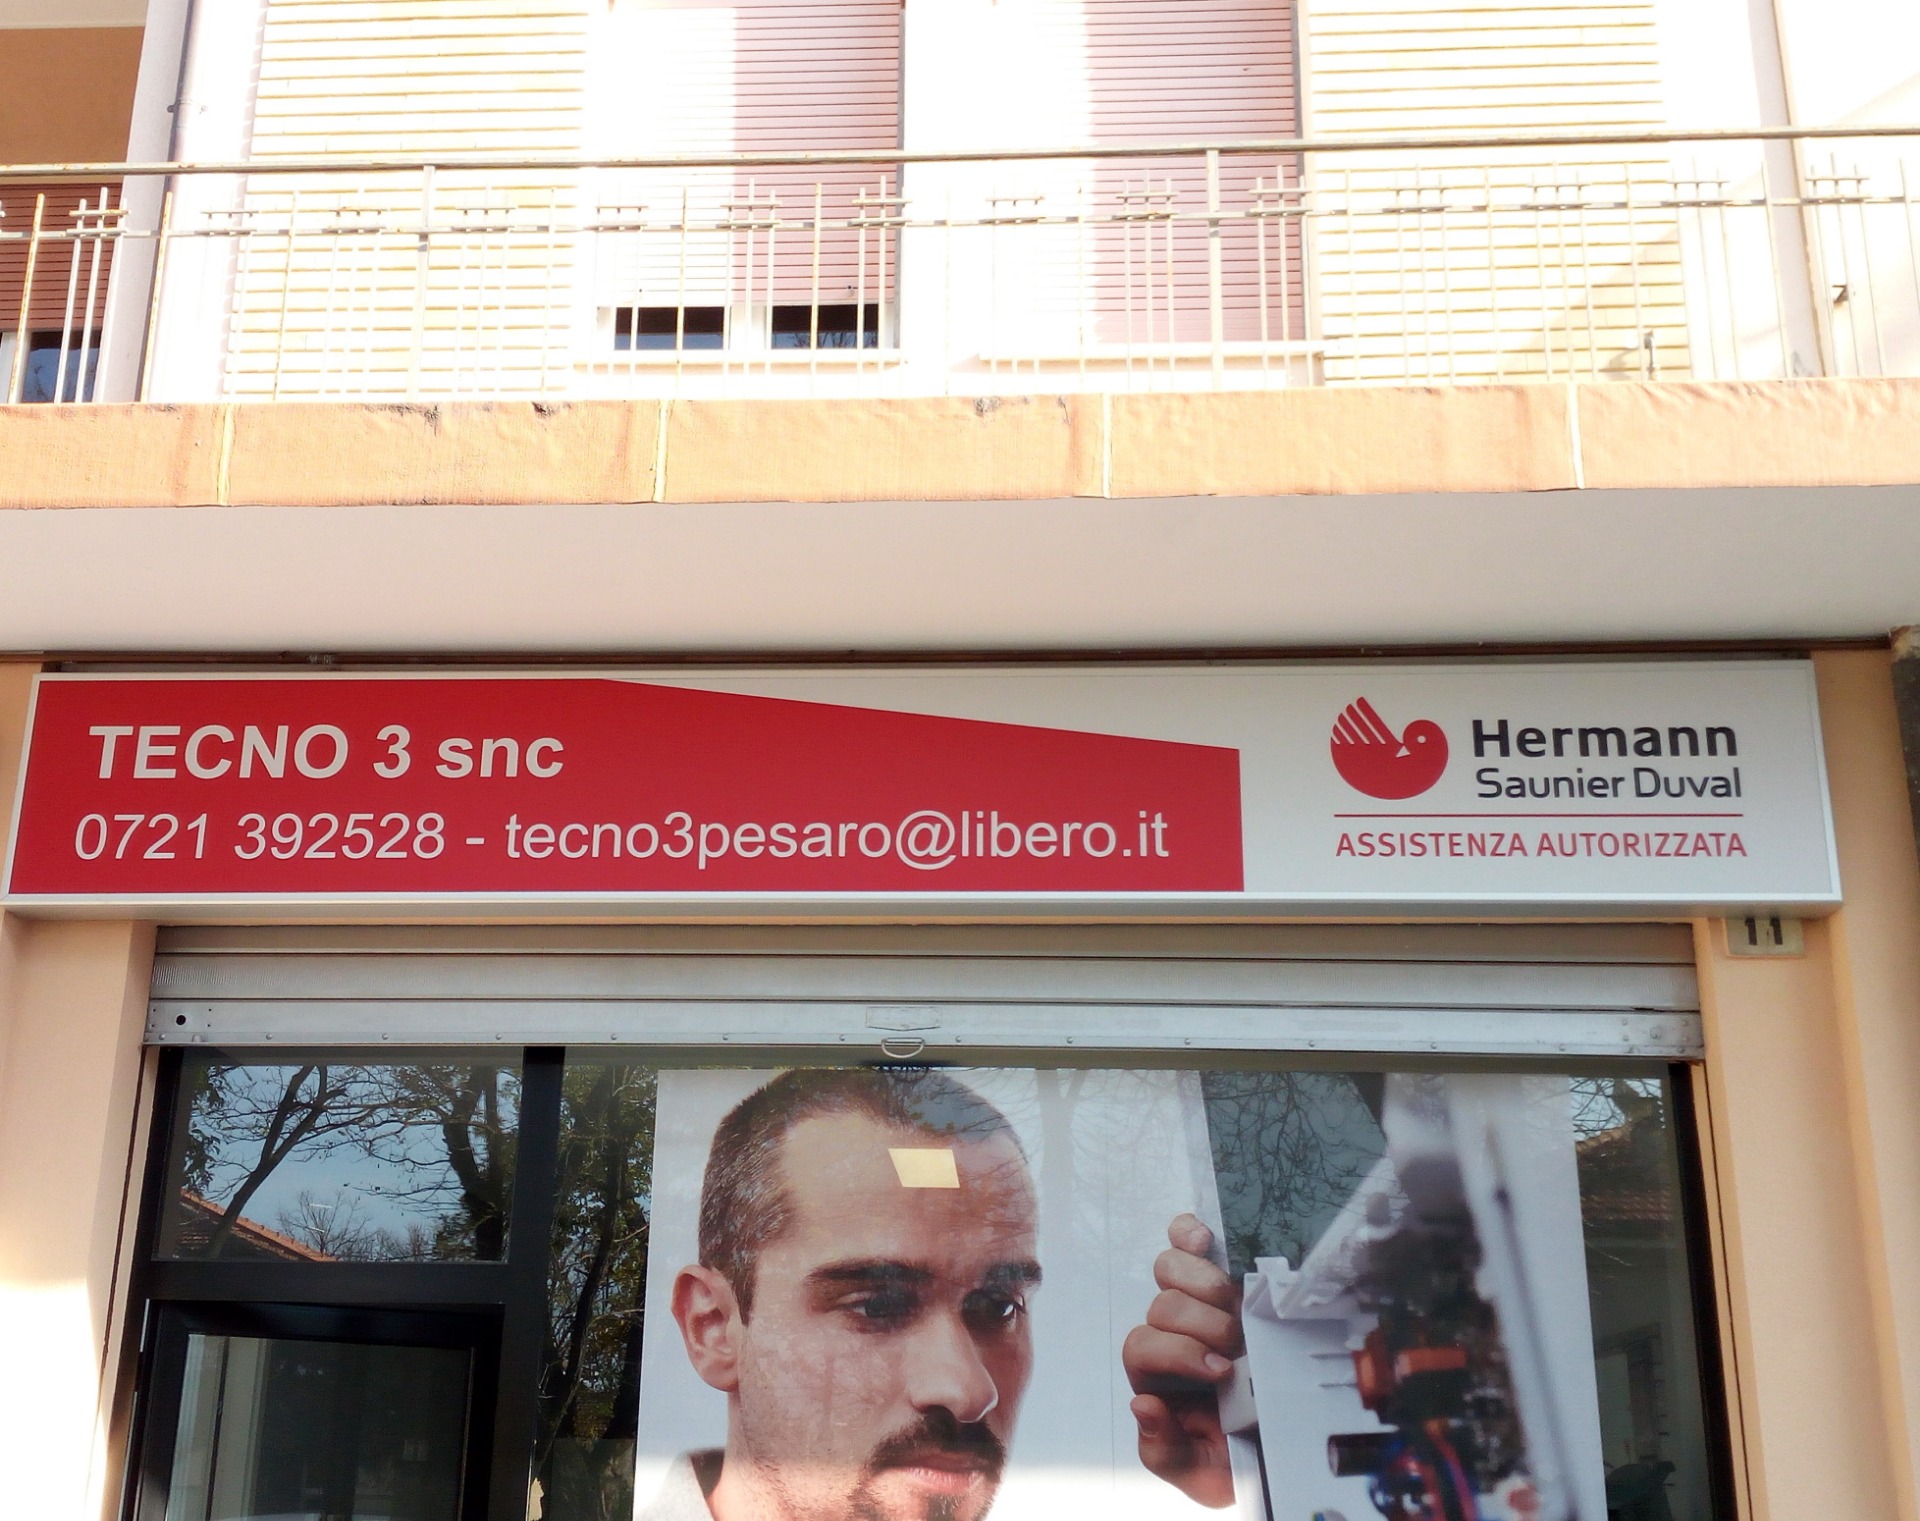 TECNO 3 snc
0721 392528 - tecno3pesaro@libero.it
Hermann
Saunier Duval
ASSISTENZA AUTORIZZATA
11